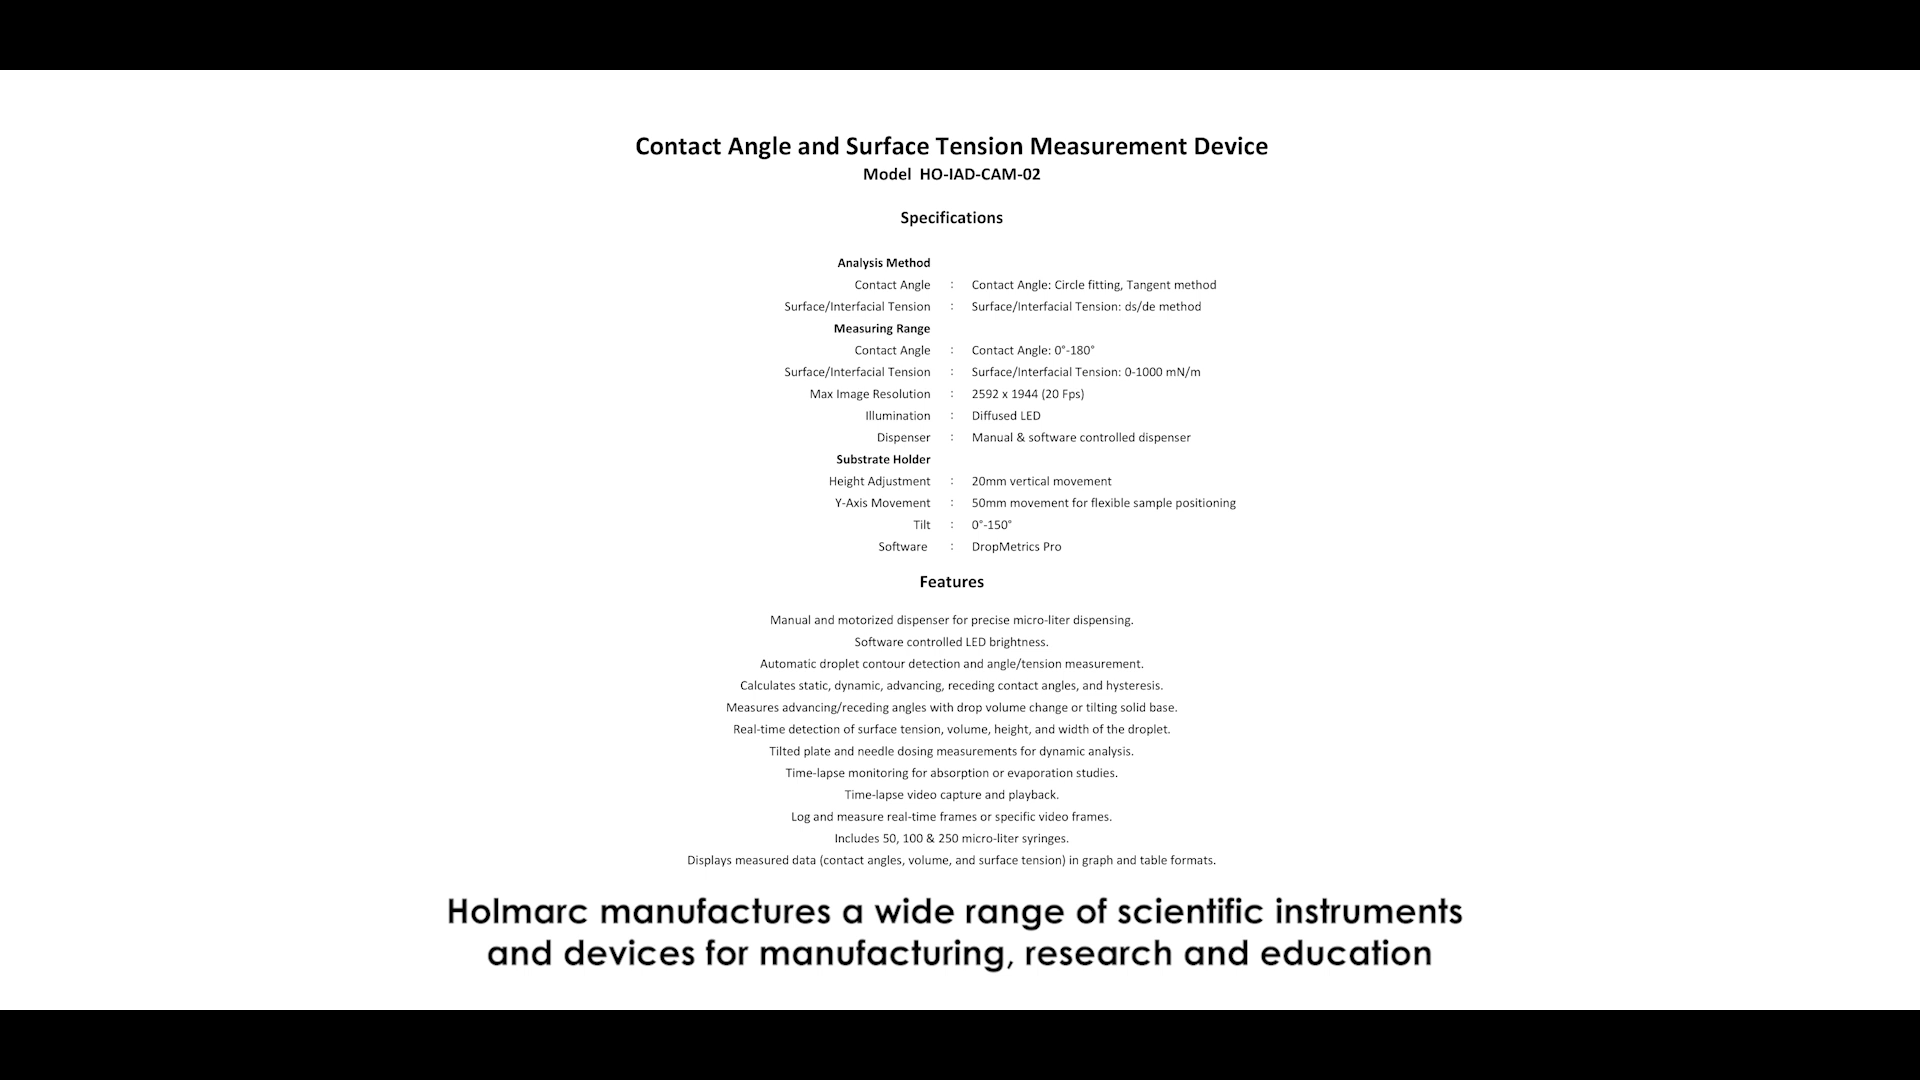 Contact Angle and Surface Tension Measurement Device
Model HO-IAD-CAM-02
Specifications
Analysis Method
Contact Angle : Contact Angle: Circle fitting, Tangent method
Surface/Interfacial Tension : Surface/Interfacial Tension: ds/de method
Measuring Range
Contact Angle : Contact Angle: 0°-180°
Surface/Interfacial Tension : Surface/Interfacial Tension: 0-1000 mN/m
Max Image Resolution : 2592 x 1944 (20 Fps)
Illumination : Diffused LED
Dispenser : Manual & software controlled dispenser
Substrate Holder
Height Adjustment : 20mm vertical movement
Y-Axis Movement : 50mm movement for flexible sample positioning
Tilt : 0°-150°
Software : DropMetrics Pro
Features
Manual and motorized dispenser for precise micro-liter dispensing.
Software controlled LED brightness.
Automatic droplet contour detection and angle/tension measurement.
Calculates static, dynamic, advancing, receding contact angles, and hysteresis.
Measures advancing/receding angles with drop volume change or tilting solid base.
Real-time detection of surface tension, volume, height, and width of the droplet.
Tilted plate and needle dosing measurements for dynamic analysis.
Time-lapse monitoring for absorption or evaporation studies.
Time-lapse video capture and playback.
Log and measure real-time frames or specific video frames.
Includes 50, 100 & 250 micro-liter syringes.
Displays measured data (contact angles, volume, and surface tension) in graph and table formats.
Holmarc manufactures a wide range of scientific instruments
and devices for manufacturing, research and education